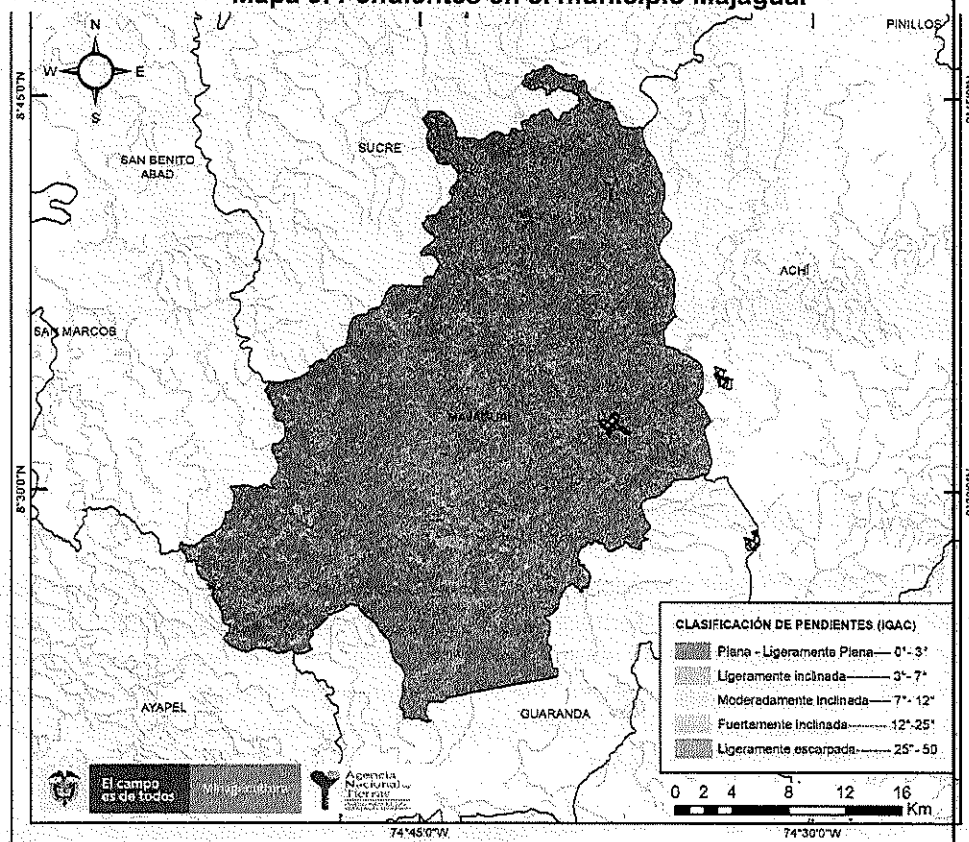 Mapa 9. Pendientes en el municipio Majagual
PINILLOS
N
W
E
S
8°45'0"N
SUCRE
SAN BENITO
ABAD
ACHÍ
SAN MARCOS
MAJAGUAL
8°30'0"N
CLASIFICACIÓN DE PENDIENTES (IGAC)
Plana - Ligeramente Plana 0°- 3°
Ligeramente inclinada 3°- 7°
Moderadamente Inclinada 7°- 12°
Fuertamente Inclinada 12°-25°
Ligeramente escarpada 25°- 50
AYAPEL
GUARANDA
El campo
es de todos
Minagricultura
Agencia
Nacional de
Tierras
0 2 4 8 12 16
Km
74°45'0"W
74°30'0"W